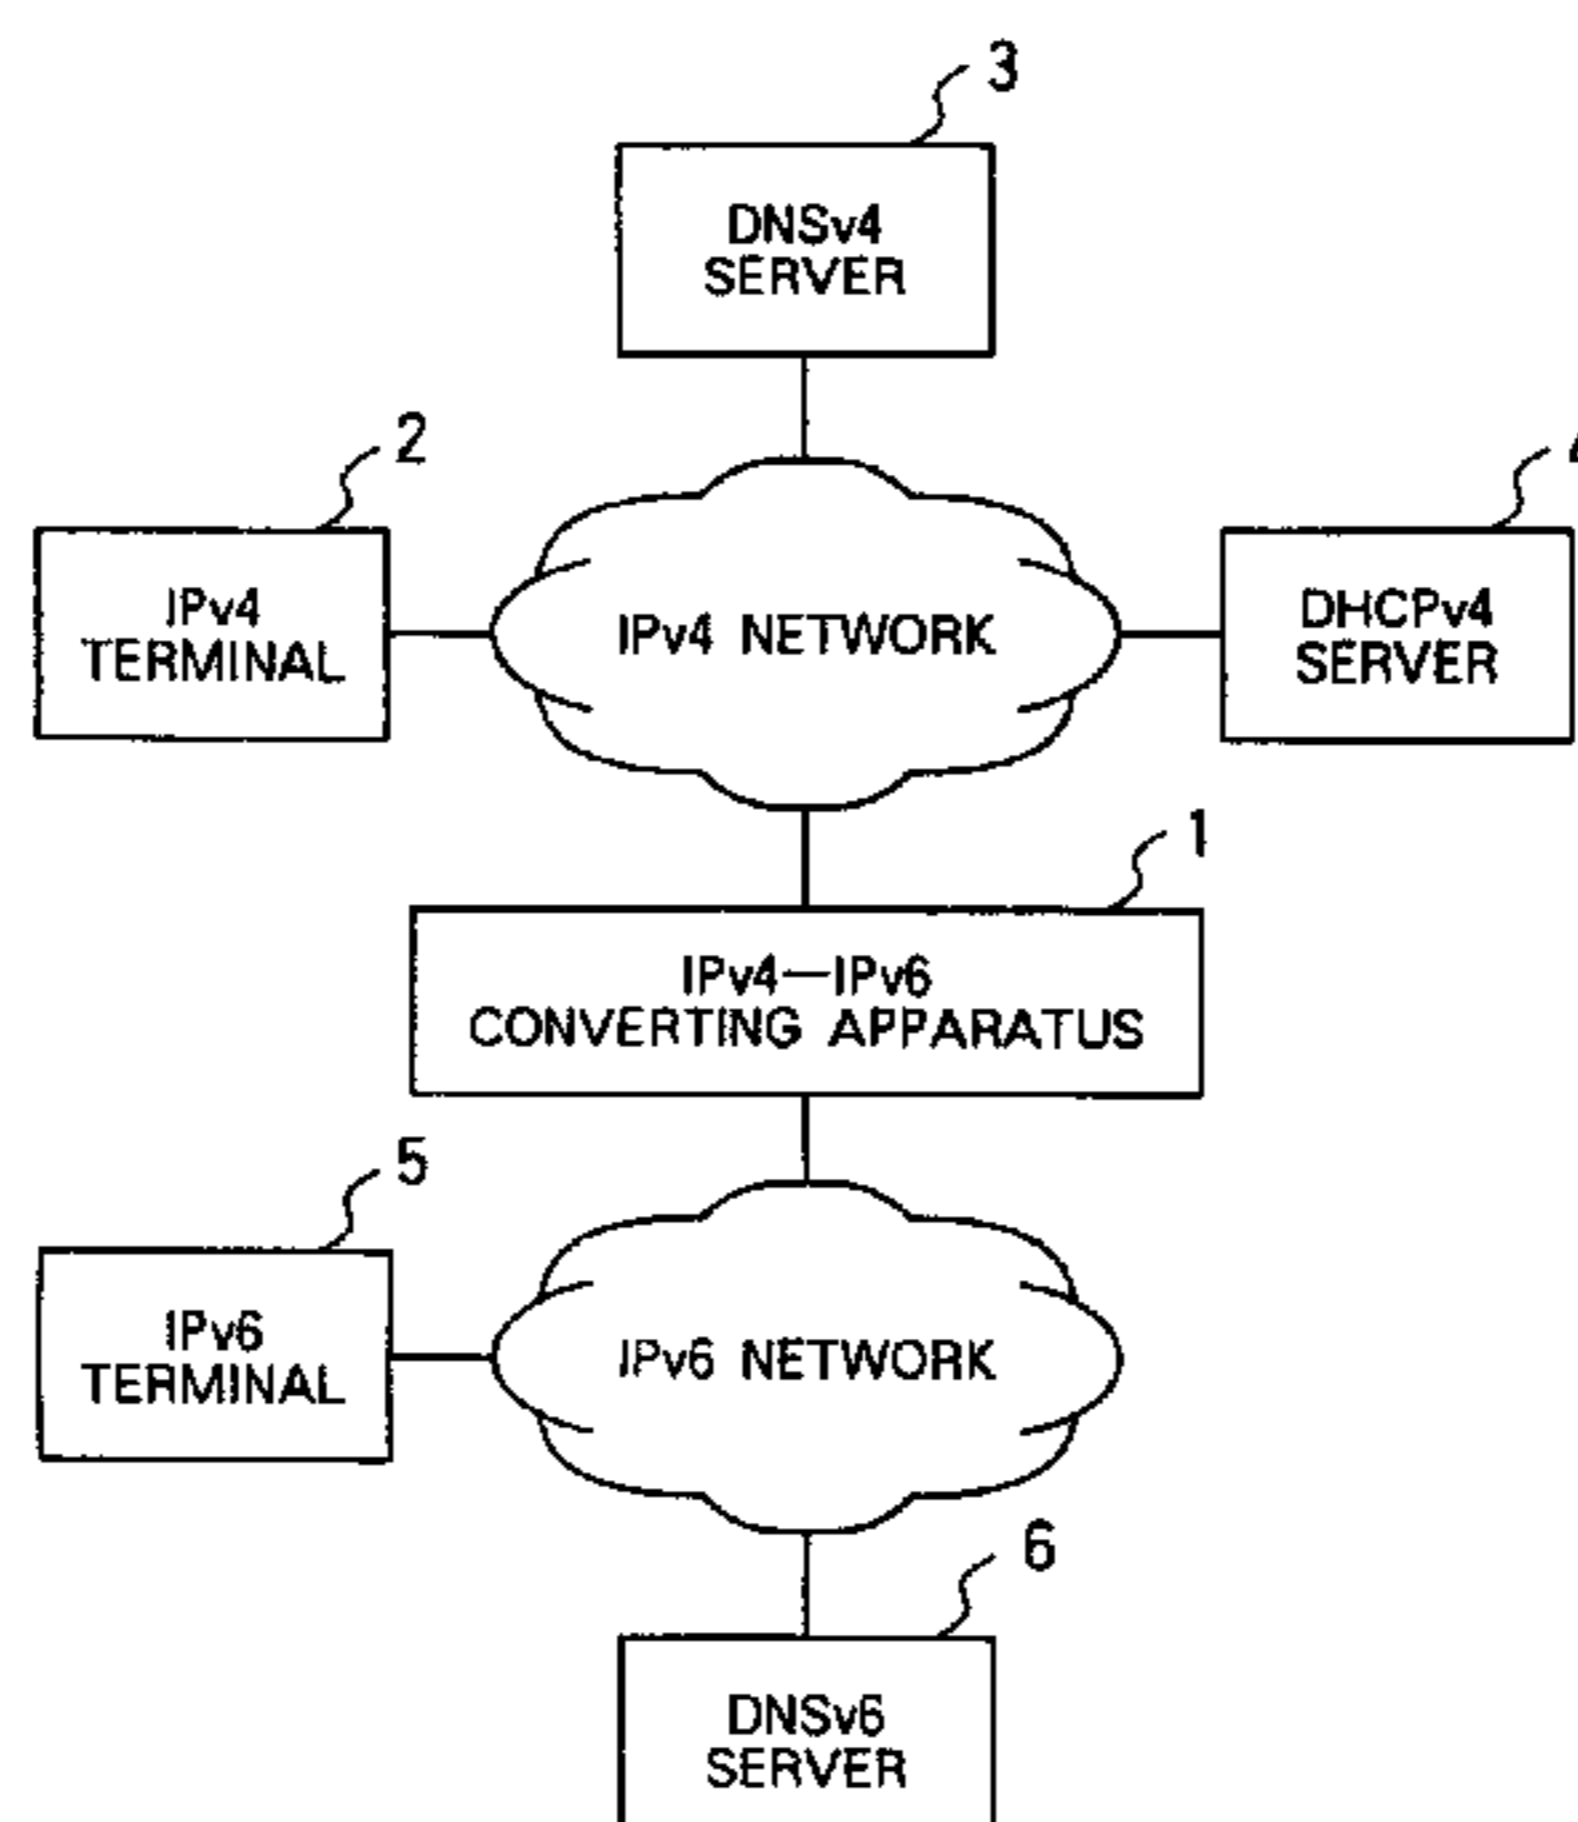 3
DNSv4
SERVER
2
IPv4
TERMINAL
IPv4 NETWORK
DHCPv4
SERVER
1
IPv4—IPv6
CONVERTING APPARATUS
5
IPv6
TERMINAL
IPv6 NETWORK
6
DNSv6
SERVER